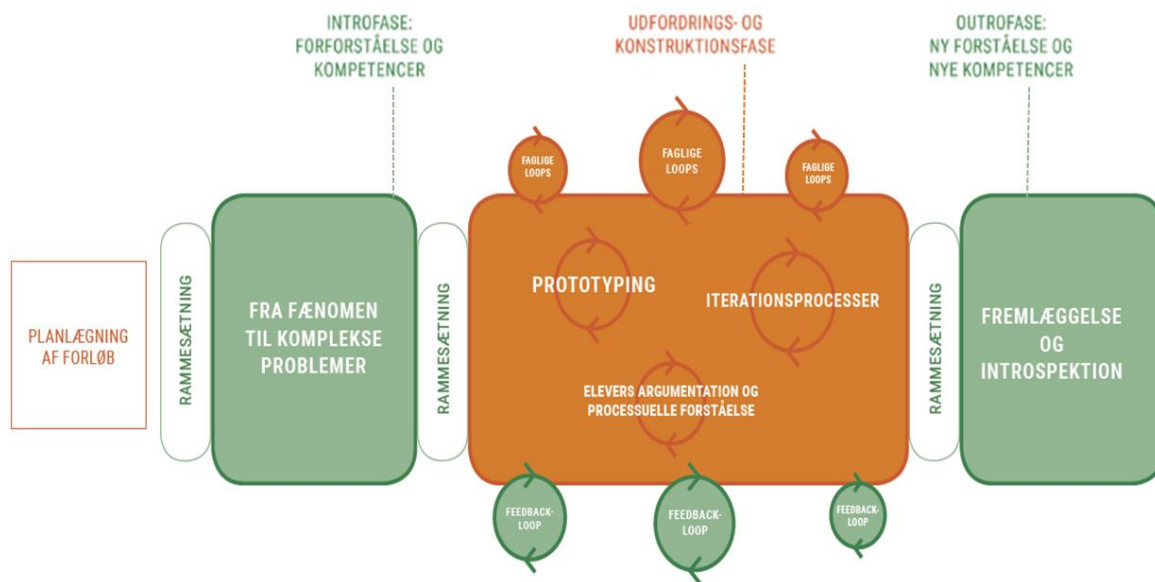 INTROFASE:
FORFORSTÅELSE OG
KOMPETENCER
UDFORDRINGS- OG
KONSTRUKTIONSFASE
OUTROFASE:
NY FORSTÅELSE OG
NYE KOMPETENCER
FAGLIGE
LOOPS
FAGLIGE
LOOPS
FAGLIGE
LOOPS
PLANLÆGNING
AF FORLØB
RAMMESÆTNING
FRA FÆNOMEN
TIL KOMPLEKSE
PROBLEMER
RAMMESÆTNING
PROTOTYPING
ITERATIONSPROCESSER
ELEVERS ARGUMENTATION OG
PROCESSUELLE FORSTÅELSE
RAMMESÆTNING
FREMLÆGGELSE
OG
INTROSPEKTION
FEEDBACK-
LOOP
FEEDBACK-
LOOP
FEEDBACK-
LOOP